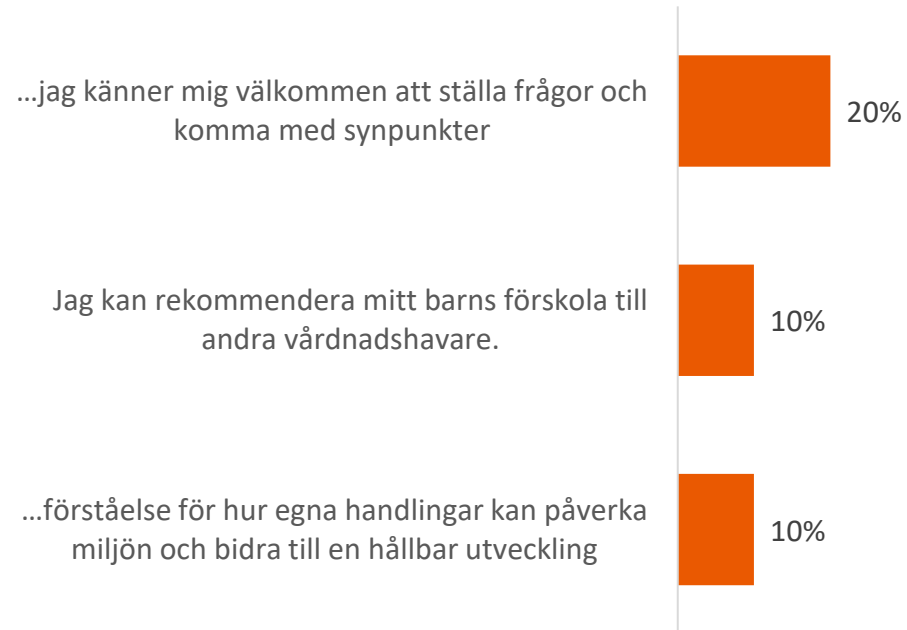 …jag känner mig välkommen att ställa frågor och
komma med synpunkter
20%
Jag kan rekommendera mitt barns förskola till
andra vårdnadshavare.
10%
…förståelse för hur egna handlingar kan påverka
miljön och bidra till en hållbar utveckling
10%